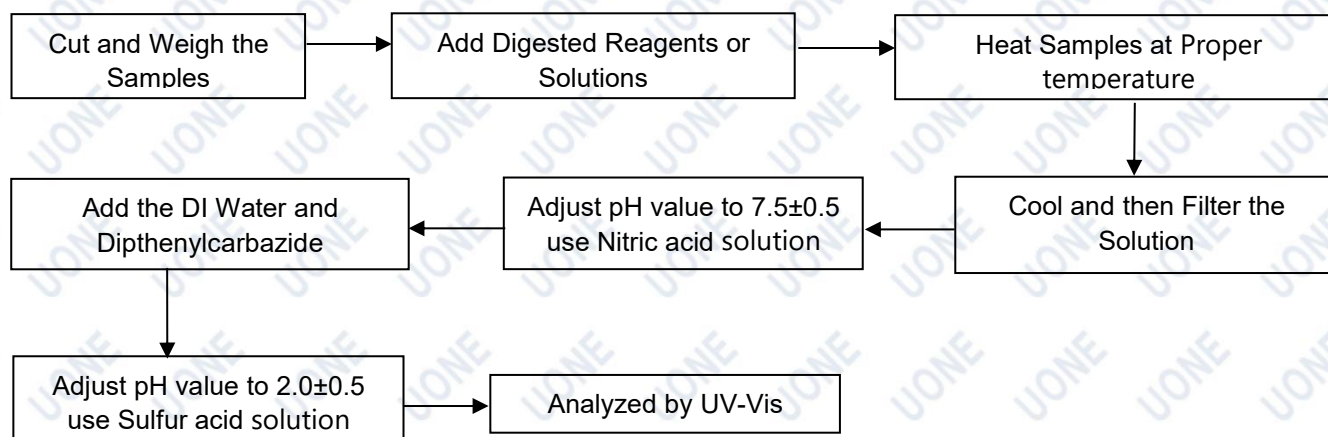 Cut and Weigh the
Samples
Add Digested Reagents or
Solutions
Heat Samples at Proper
temperature
Cool and then Filter the
Solution
Adjust pH value to 7.5±0.5
use Nitric acid solution
Add the DI Water and
Dipthenylcarbazide
Adjust pH value to 2.0±0.5
use Sulfur acid solution
Analyzed by UV-Vis
UONE